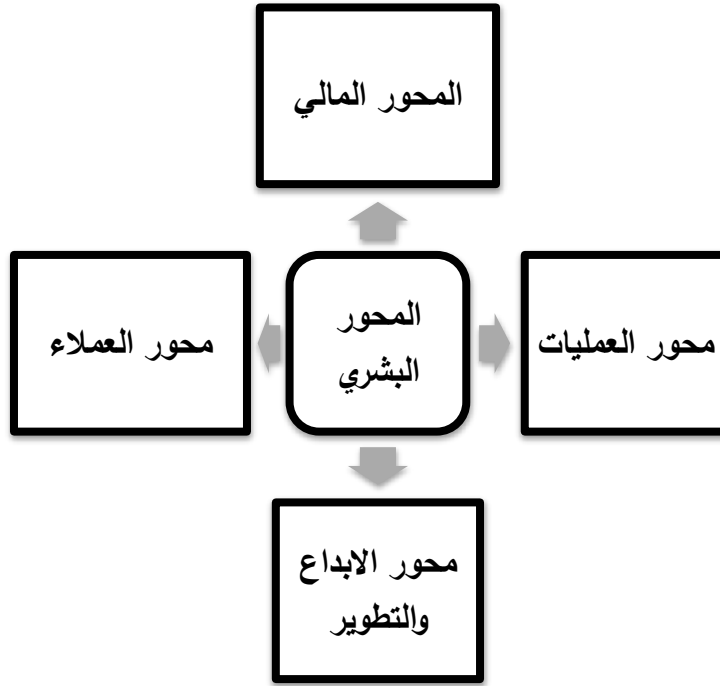 المحور المالي
محور العمليات
المحور
البشري
محور العملاء
محور الابداع
والتطوير